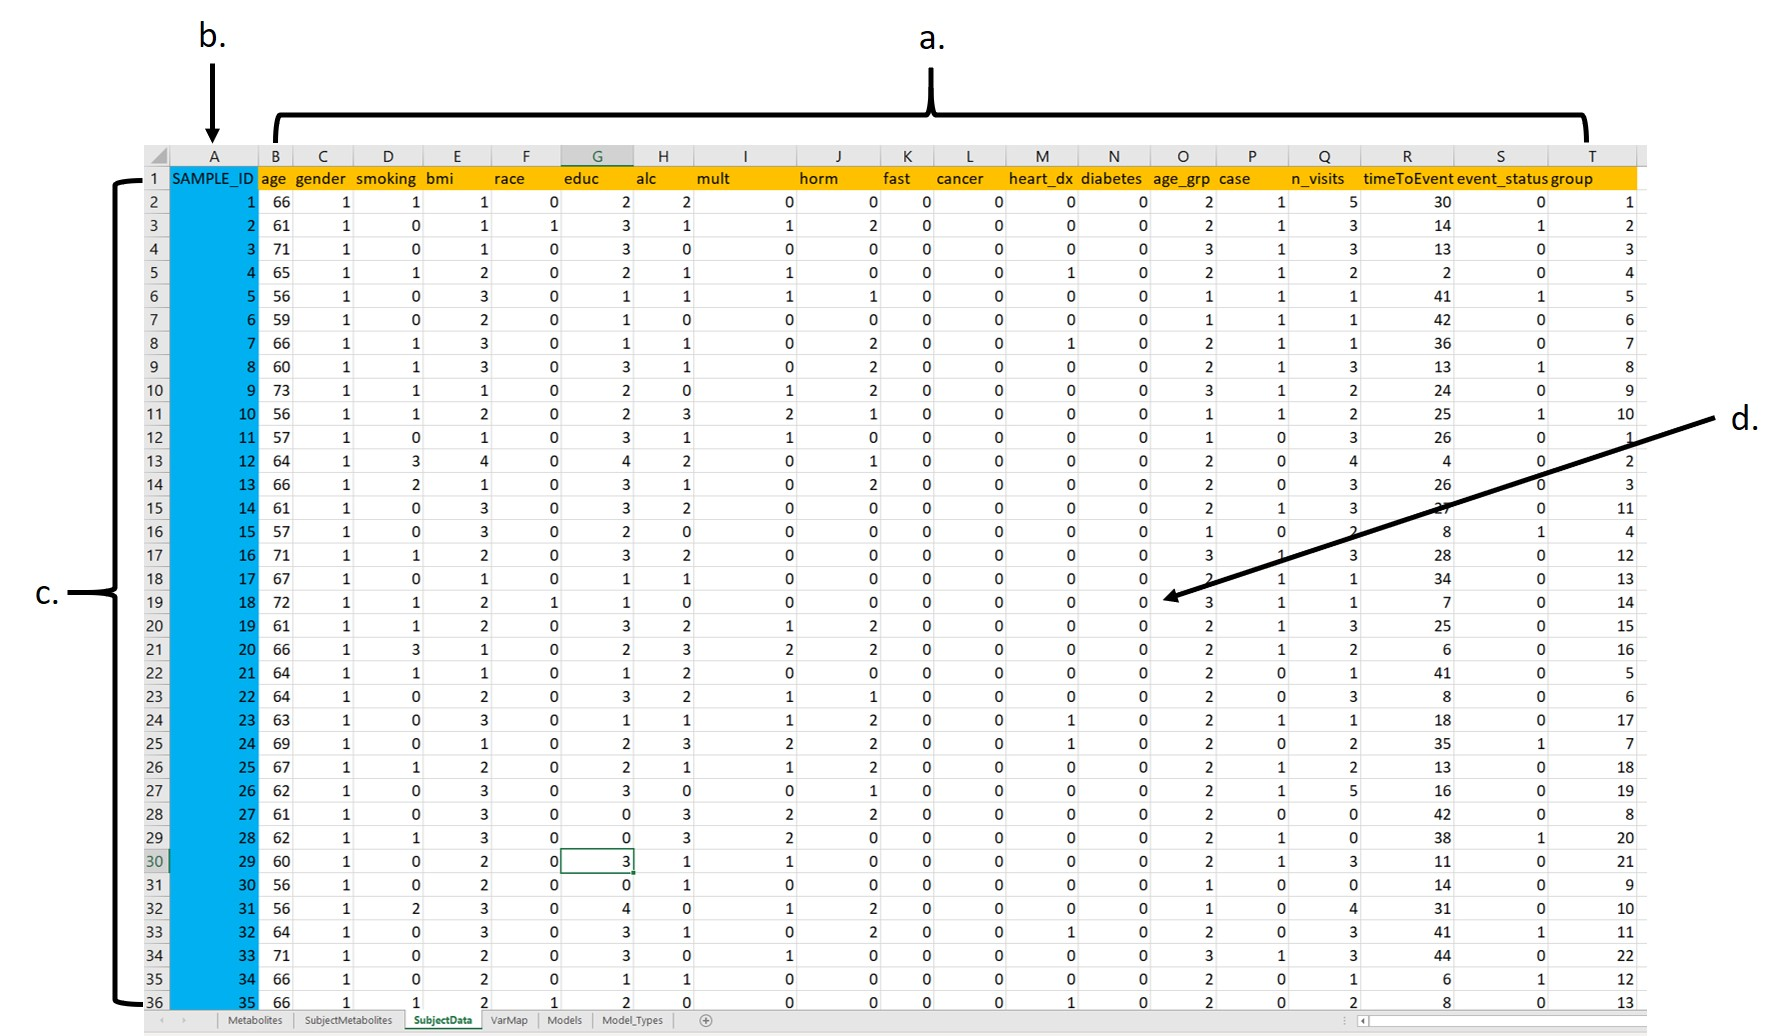 b.
a.
A B C D E F G H I J K L M N O P Q R S T
1 SAMPLE_ID age gender smoking bmi race educ alc mult horm fast cancer heart_dx diabetes age_grp case n_visits timeToEvent event_status group
2 1 66 1 1 1 0 2 2 0 0 0 0 0 0 2 1 5 30 0 1
3 2 61 1 0 1 1 3 1 1 2 0 0 0 0 2 1 3 14 1 2
4 3 71 1 0 1 0 3 0 0 0 0 0 0 0 3 1 3 13 0 3
5 4 65 1 1 2 0 2 1 1 0 0 0 1 0 2 1 2 2 0 4
6 5 56 1 0 3 0 1 1 1 1 0 0 0 0 1 1 1 41 1 5
7 6 59 1 0 2 0 1 0 0 0 0 0 0 0 1 1 1 42 0 6
8 7 66 1 1 3 0 1 1 0 2 0 0 1 0 2 1 1 36 0 7
9 8 60 1 1 3 0 3 1 0 2 0 0 0 0 2 1 3 13 1 8
10 9 73 1 1 1 0 2 0 1 2 0 0 0 0 3 1 2 24 0 9
11 10 56 1 1 2 0 2 3 2 1 0 0 0 0 1 1 2 25 1 10
d.
12 11 57 1 0 1 0 3 1 1 0 0 0 0 0 1 0 3 26 0 1
13 12 64 1 3 4 0 4 2 0 1 0 0 0 0 2 0 4 4 0 2
14 13 66 1 2 1 0 3 1 0 2 0 0 0 0 2 0 3 26 0 3
15 14 61 1 0 3 0 3 2 0 0 0 0 0 0 2 1 3 27 0 11
16 15 57 1 0 3 0 2 0 0 0 0 0 0 0 1 0 2 8 1 4
17 16 71 1 1 2 0 3 2 0 0 0 0 0 0 3 1 3 28 0 12
18 17 67 1 0 1 0 1 1 0 0 0 0 0 0 2 1 1 34 0 13
c.
19 18 72 1 1 2 1 1 0 0 0 0 0 0 0 3 1 1 7 0 14
20 19 61 1 1 2 0 3 2 1 2 0 0 0 0 2 1 3 25 0 15
21 20 66 1 3 1 0 2 3 2 2 0 0 0 0 2 1 2 6 0 16
22 21 64 1 1 1 0 1 2 0 0 0 0 0 0 2 0 1 41 0 5
23 22 64 1 0 2 0 3 2 1 1 0 0 0 0 2 0 3 8 0 6
24 23 63 1 0 3 0 1 1 1 2 0 0 1 0 2 1 1 18 0 17
25 24 69 1 0 1 0 2 3 2 2 0 0 1 0 2 0 2 35 1 7
26 25 67 1 1 2 0 2 1 1 2 0 0 0 0 2 1 2 13 0 18
27 26 62 1 0 3 0 3 0 0 1 0 0 0 0 2 1 5 16 0 19
28 27 61 1 0 3 0 0 3 2 2 0 0 0 0 2 0 0 42 0 8
29 28 62 1 1 3 0 0 3 2 0 0 0 0 0 2 1 0 38 1 20
30 29 60 1 0 2 0 3 1 1 0 0 0 0 0 2 1 3 11 0 21
31 30 56 1 0 2 0 0 1 0 0 0 0 0 0 1 0 0 14 0 9
32 31 56 1 2 3 0 4 0 1 2 0 0 0 0 1 0 4 31 0 10
33 32 64 1 0 3 0 3 1 0 2 0 0 1 0 2 0 3 41 1 11
34 33 71 1 0 2 0 3 0 1 0 0 0 0 0 3 1 3 44 0 22
35 34 66 1 0 2 0 1 1 0 0 0 0 0 0 2 0 1 6 1 12
36 35 66 1 1 2 1 2 0 0 0 0 0 1 0 2 0 2 8 0 13
Metabolites SubjectMetabolites SubjectData VarMap Models Model_Types